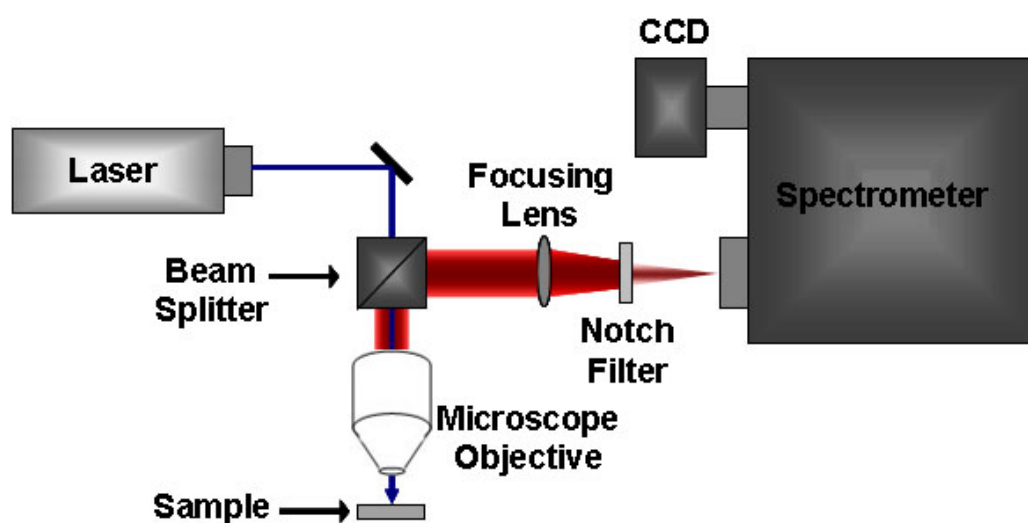 CCD
Laser
Focusing
Lens
Spectrometer
Beam
Splitter
Notch
Filter
Microscope
Objective
Sample